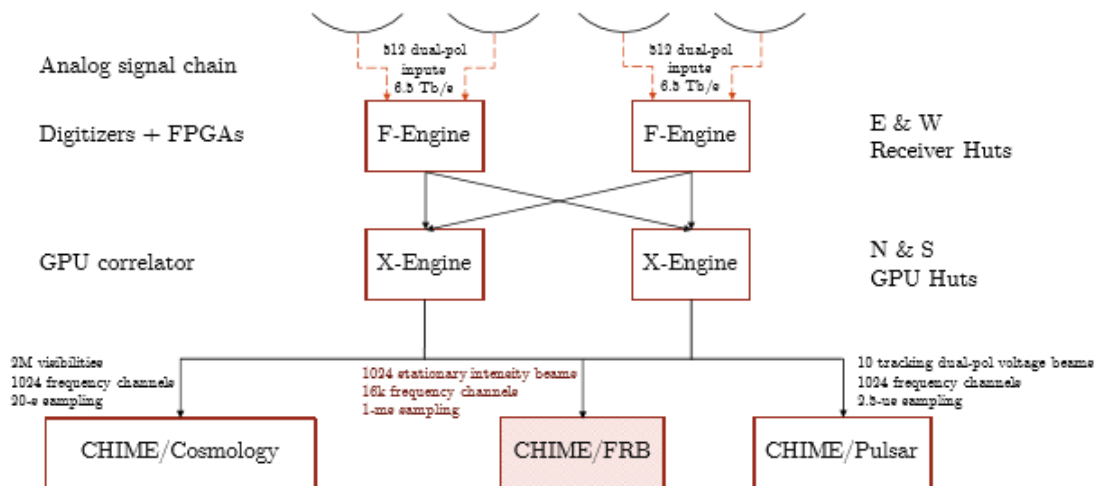 512 dual-pol
inputs
6.5 Tb/s
512 dual-pol
inputs
6.5 Tb/s
Analog signal chain
Digitizers + FPGAs
F-Engine
F-Engine
E & W
Receiver Huts
GPU correlator
X-Engine
X-Engine
N & S
GPU Huts
2M visibilities
1024 frequency channels
20-s sampling
1024 stationary intensity beams
16k frequency channels
1-ms sampling
10 tracking dual-pol voltage beams
1024 frequency channels
2.5-us sampling
CHIME/Cosmology
CHIME/FRB
CHIME/Pulsar